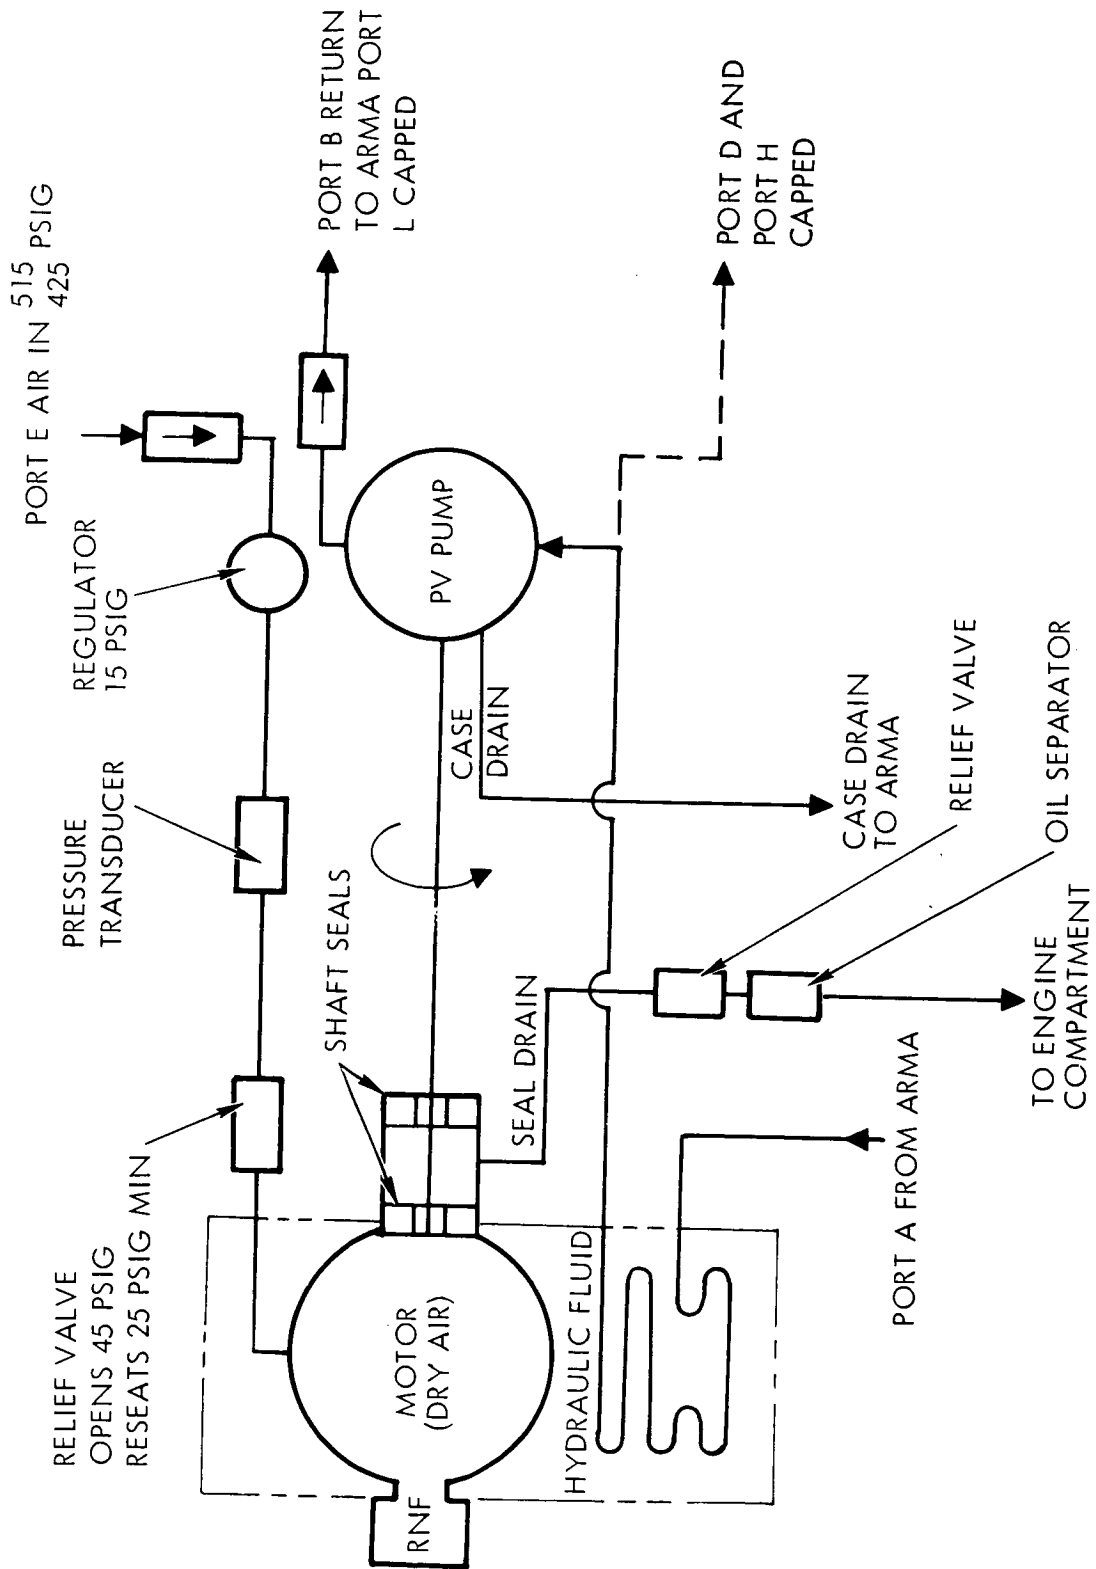 RELIEF VALVE
OPENS 45 PSIG
RESEATS 25 PSIG MIN
PRESSURE
TRANSDUCER
REGULATOR
15 PSIG
PORT E AIR IN 515 PSIG
425
SHAFT SEALS
PORT B RETURN
TO ARMA PORT
L CAPPED
RNF
MOTOR
(DRY AIR)
PV PUMP
CASE
DRAIN
SEAL DRAIN
HYDRAULIC FLUID
PORT D AND
PORT H
CAPPED
CASE DRAIN
TO ARMA
RELIEF VALVE
OIL SEPARATOR
PORT A FROM ARMA
TO ENGINE
COMPARTMENT